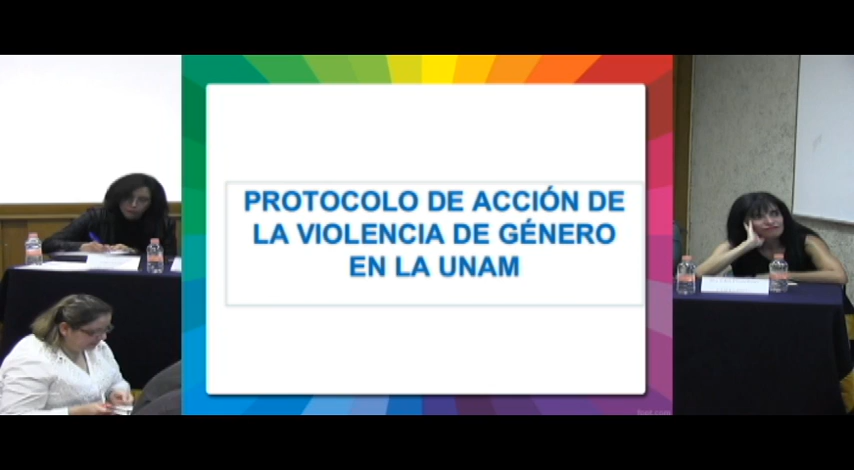 PROTOCOLO DE ACCIÓN DE
LA VIOLENCIA DE GÉNERO
EN LA UNAM